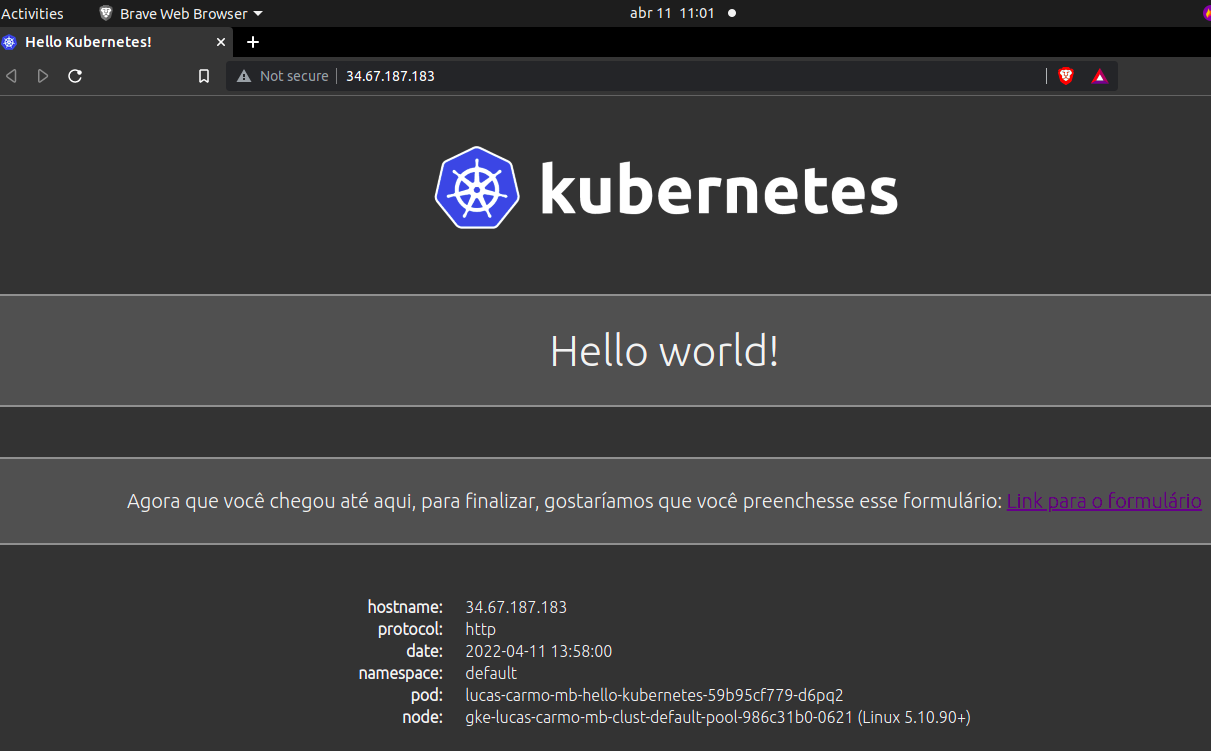 Activities Brave Web Browser abr 11 11:01
Hello Kubernetes!
Not secure 34.67.187.183
kubernetes
Hello world!
Agora que você chegou até aqui, para finalizar, gostaríamos que você preenchesse esse formulário: Link para o formulário
hostname: 34.67.187.183
protocol: http
date: 2022-04-11 13:58:00
namespace: default
pod: lucas-carmo-mb-hello-kubernetes-59b95cf779-d6pq2
node: gke-lucas-carmo-mb-clust-default-pool-986c31b0-0621 (Linux 5.10.90+)